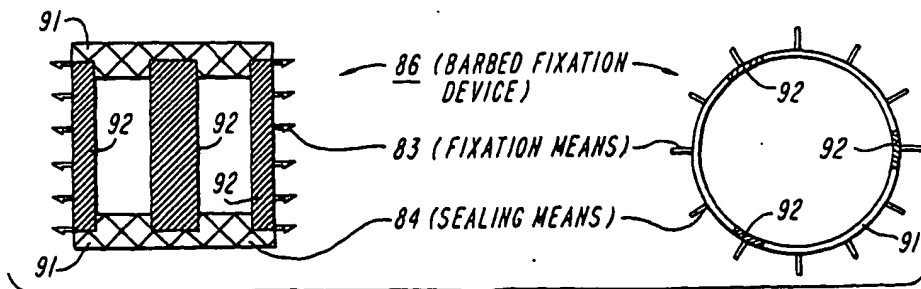 91
86 (BARBED FIXATION
DEVICE)
92
92
92
92
83 (FIXATION MEANS)
92
92
84 (SEALING MEANS)
91
91